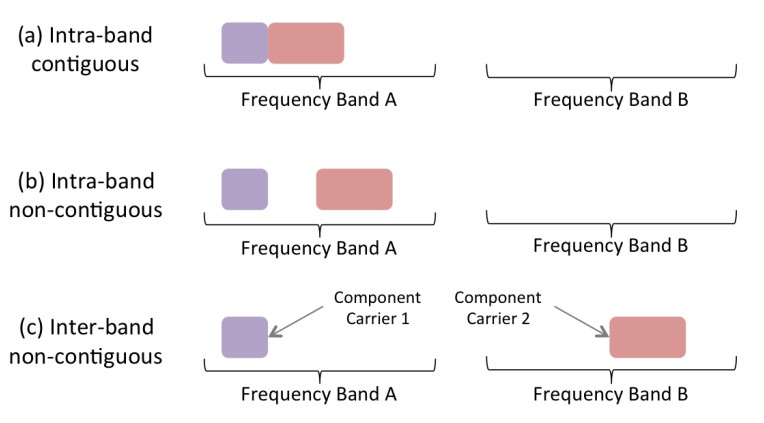 (a) Intra-band
contiguous
Frequency Band A
Frequency Band B
(b) Intra-band
non-contiguous
Frequency Band A
Frequency Band B
(c) Inter-band
non-contiguous
Component
Carrier 1
Component
Carrier 2
Frequency Band A
Frequency Band B